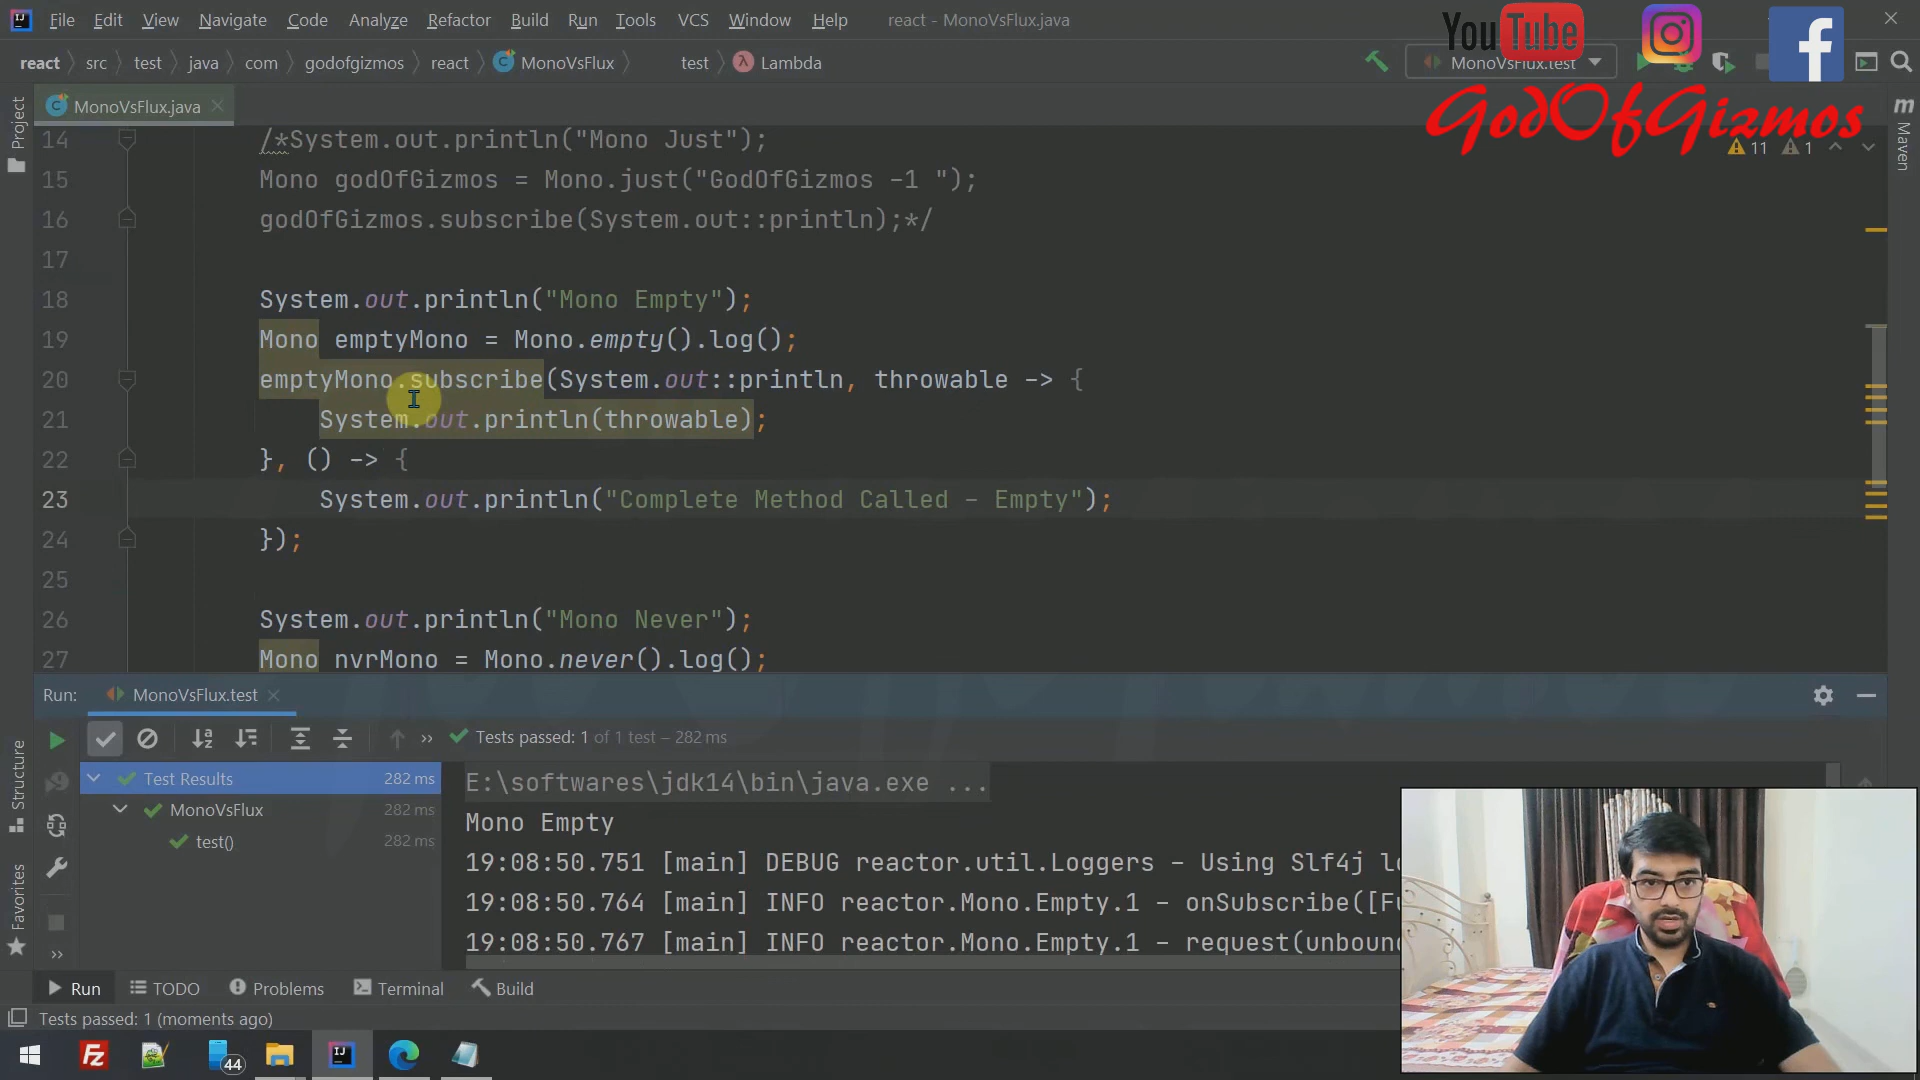 File Edit View Navigate Code Analyze Refactor Build Run Tools VCS Window Help react - MonoVsFlux.java
YouTube
react src test java com godofgizmos react MonoVsFlux test Lambda MonoVsFlux.test
MonoVsFlux.java
GodOfGizmos
11 1
Project
Maven
14 /*System.out.println("Mono Just");
15 Mono godOfGizmos = Mono.just("GodOfGizmos -1 ");
16 godOfGizmos.subscribe(System.out::println);*/
17
18 System.out.println("Mono Empty");
19 Mono emptyMono = Mono.empty().log();
20 emptyMono.subscribe(System.out::println, throwable -> {
21 System.out.println(throwable);
22 }, () -> {
23 System.out.println("Complete Method Called - Empty");
24 });
25
26 System.out.println("Mono Never");
27 Mono nvrMono = Mono.never().log();
Run: MonoVsFlux.test
Tests passed: 1 of 1 test – 282 ms
Test Results 282 ms
MonoVsFlux 282 ms
test() 282 ms
E:\softwares\jdk14\bin\java.exe ...
Mono Empty
19:08:50.751 [main] DEBUG reactor.util.Loggers - Using Slf4j
19:08:50.764 [main] INFO reactor.Mono.Empty.1 - onSubscribe([
19:08:50.767 [main] INFO reactor.Mono.Empty.1 - request(
Structure
Favorites
Run TODO Problems Terminal Build
Tests passed: 1 (moments ago)
44